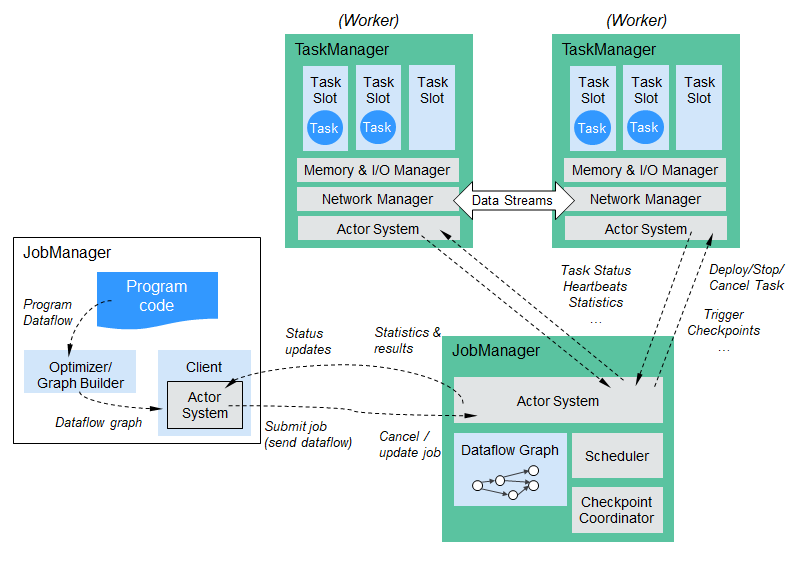 (Worker)
(Worker)
TaskManager
TaskManager
Task
Slot
Task
Task
Slot
Task
Task
Slot
Task
Slot
Task
Task
Slot
Task
Task
Slot
Memory & I/O Manager
Memory & I/O Manager
Network Manager
Data Streams
Network Manager
Actor System
Actor System
JobManager
Program
code
Program
Dataflow
Optimizer/
Graph Builder
Client
Actor
System
Dataflow graph
Task Status
Heartbeats
Statistics
...
Deploy/Stop/
Cancel Task
Trigger
Checkpoints
...
Status
updates
Statistics &
results
Submit job
(send dataflow)
Cancel /
update job
JobManager
Actor System
Dataflow Graph
Scheduler
Checkpoint
Coordinator